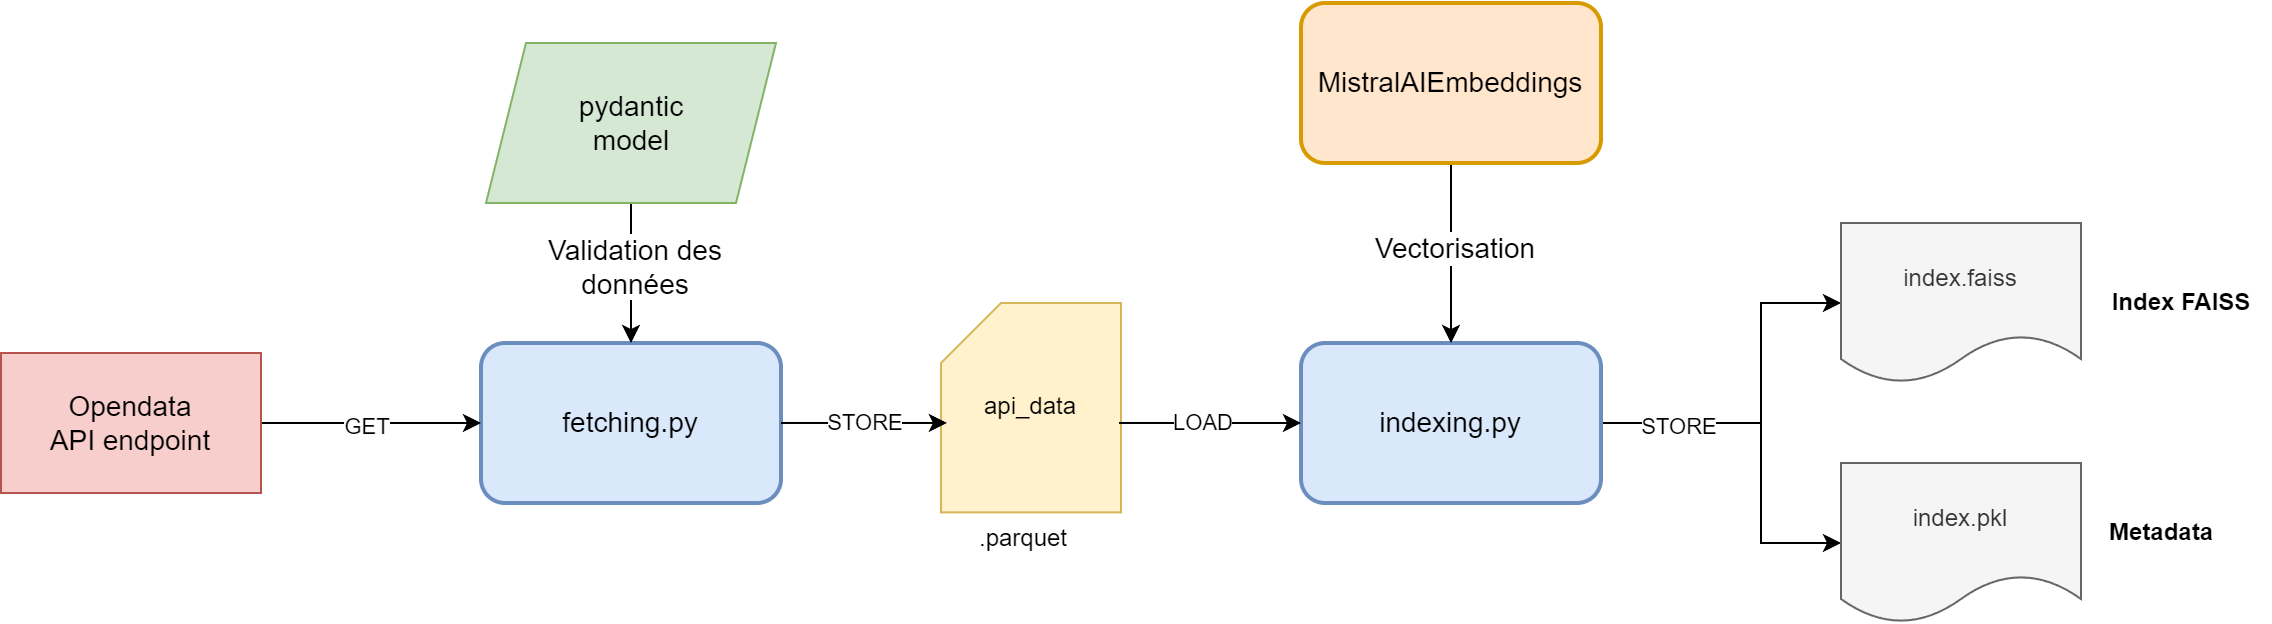 pydantic
model
MistralAIEmbeddings
Validation des
données
Vectorisation
Opendata
API endpoint
GET
fetching.py
STORE
api_data
.parquet
LOAD
indexing.py
STORE
index.faiss
Index FAISS
index.pkl
Metadata